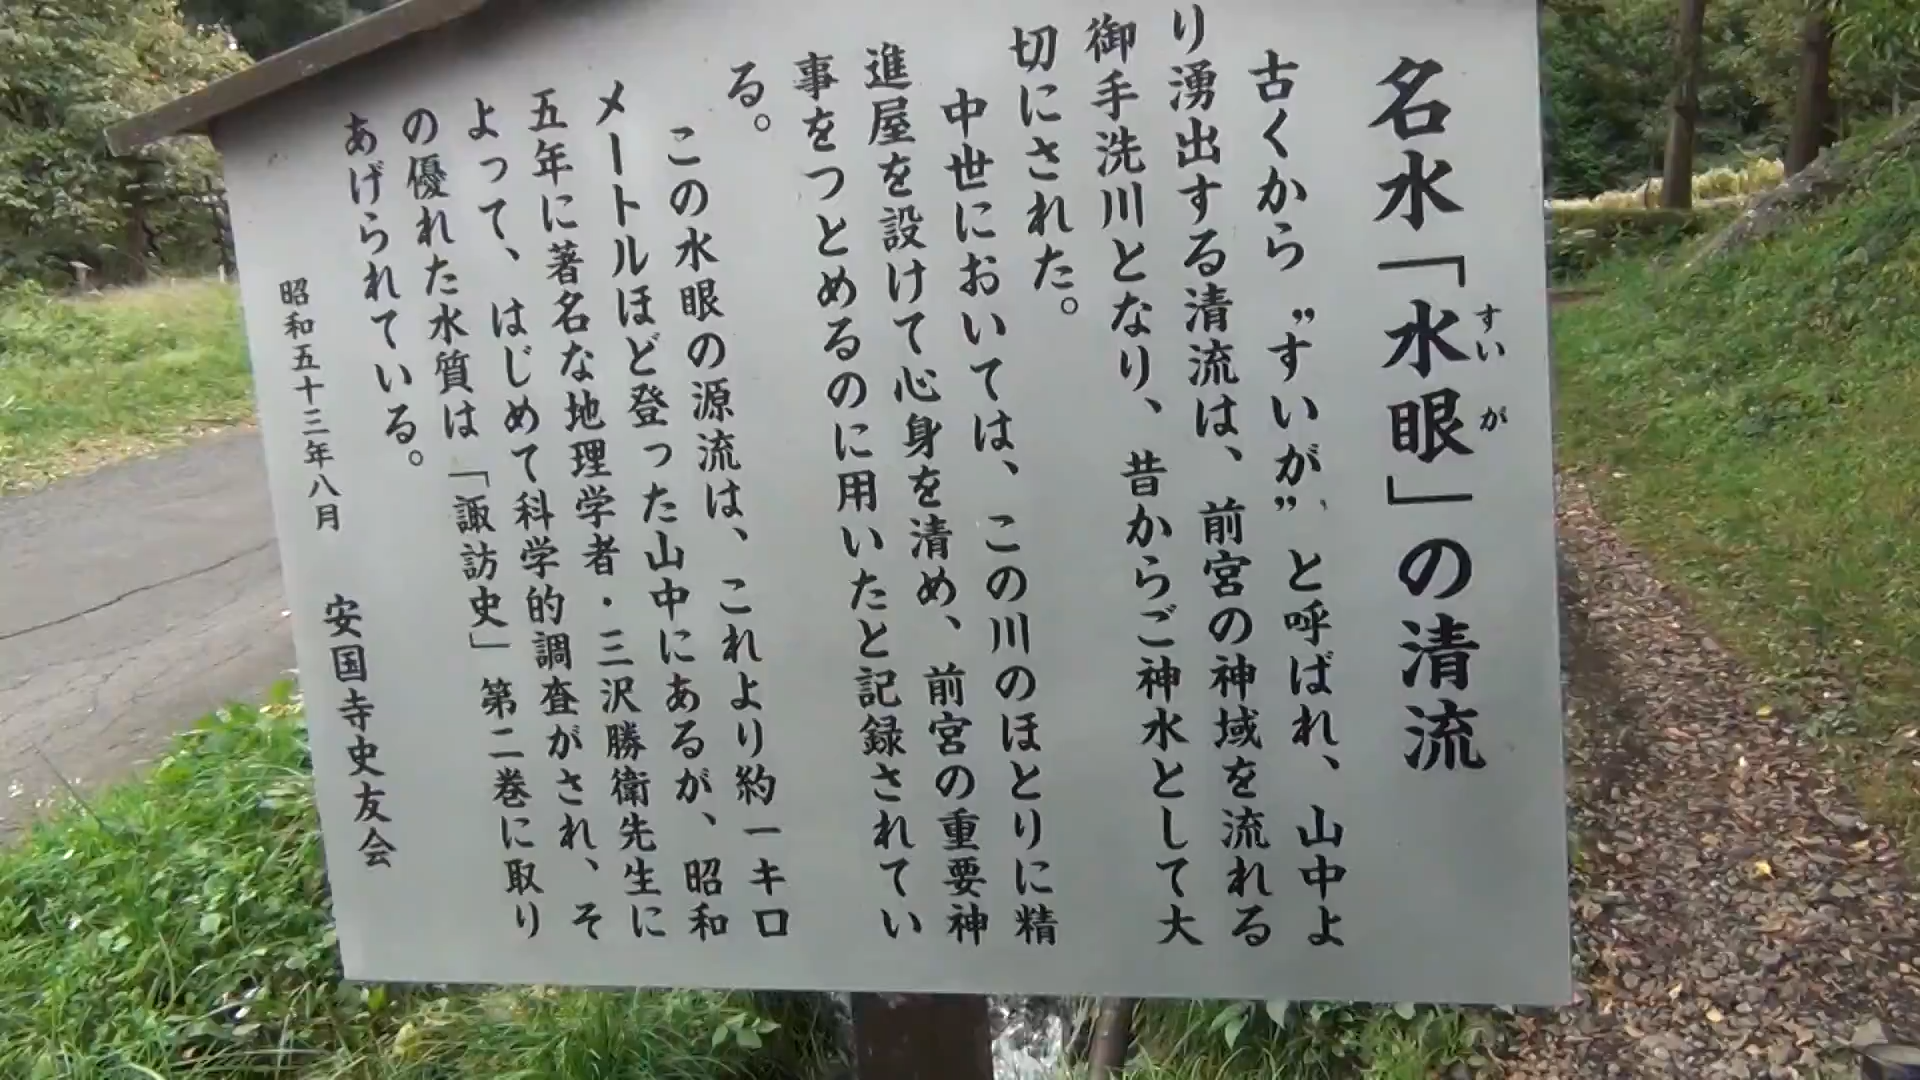 名水「水眼」の清流
すいが
古くから〝すいが〟と呼ばれ、山中よ
り湧出する清流は、前宮の神域を流れる
御手洗川となり、昔からご神水として大
切にされた。
中世においては、この川のほとりに精
進屋を設けて心身を清め、前宮の重要神
事をつとめるのに用いたと記録されてい
る。
この水眼の源流は、これより約一キロ
メートルほど登った山中にあるが、昭和
五年に著名な地理学者・三沢勝衛先生に
よって、はじめて科学的調査がされ、そ
の優れた水質は「諏訪史」第二巻に取り
あげられている。
昭和五十三年八月 安国寺史友会